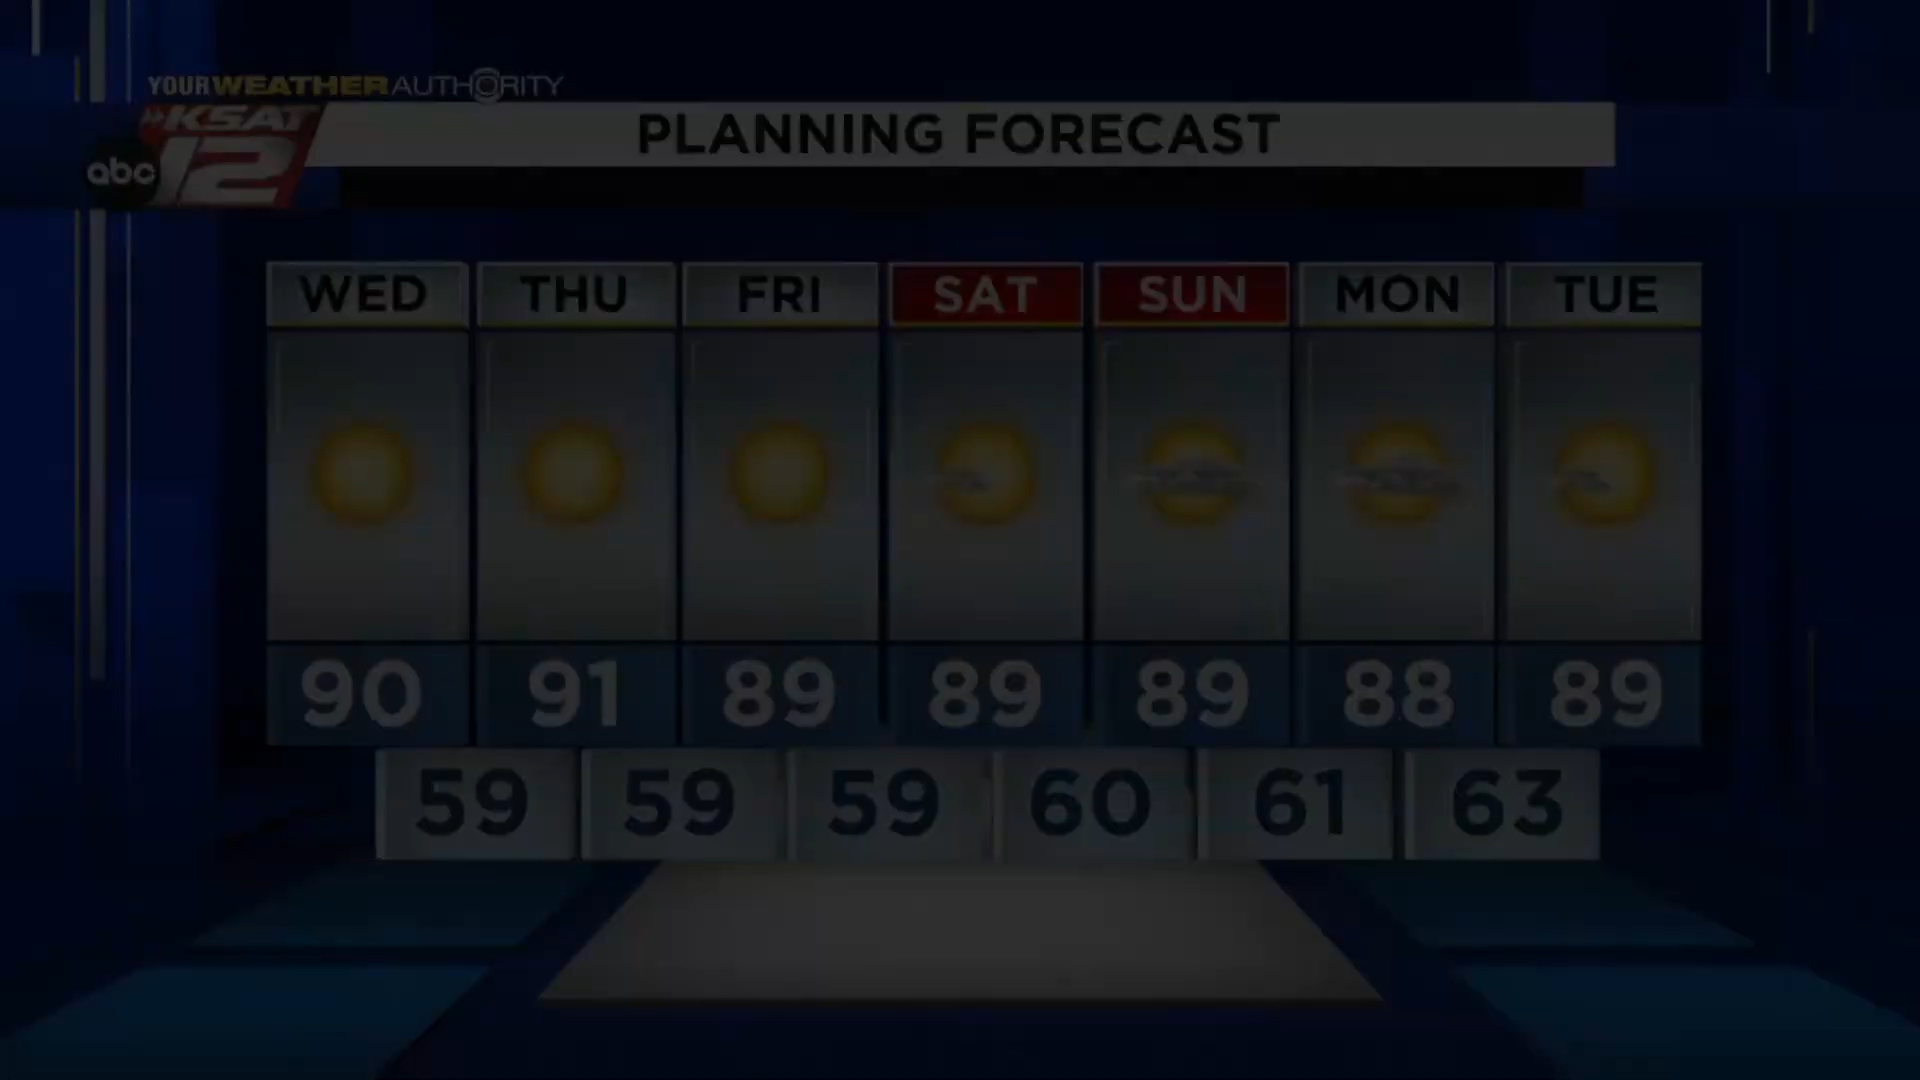 YOUR WEATHER AUTHORITY
KSAT
abc 12
PLANNING FORECAST
WED THU FRI SAT SUN MON TUE
90 91 89 89 89 88 89
59 59 59 60 61 63